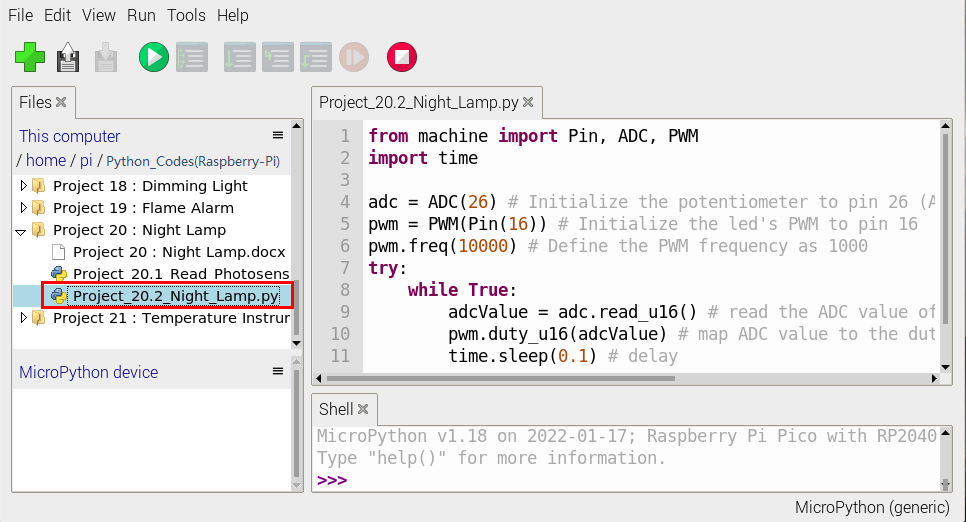 File Edit View Run Tools Help
Files
This computer
/ home / pi / Python_Codes(Raspberry-Pi)
Project 18 : Dimming Light
Project 19 : Flame Alarm
Project 20 : Night Lamp
Project 20 : Night Lamp.docx
Project_20.1_Read_Photosens
Project_20.2_Night_Lamp.py
Project 21 : Temperature Instrur
MicroPython device
Project_20.2_Night_Lamp.py
1 from machine import Pin, ADC, PWM
2 import time
3
4 adc = ADC(26) # Initialize the potentiometer to pin 26 (A
5 pwm = PWM(Pin(16)) # Initialize the led's PWM to pin 16
6 pwm.freq(10000) # Define the PWM frequency as 1000
7 try:
8     while True:
9         adcValue = adc.read_u16() # read the ADC value of
10         pwm.duty_u16(adcValue) # map ADC value to the dut
11         time.sleep(0.1) # delay
Shell
MicroPython v1.18 on 2022-01-17; Raspberry Pi Pico with RP2040
Type "help()" for more information.
>>>
MicroPython (generic)